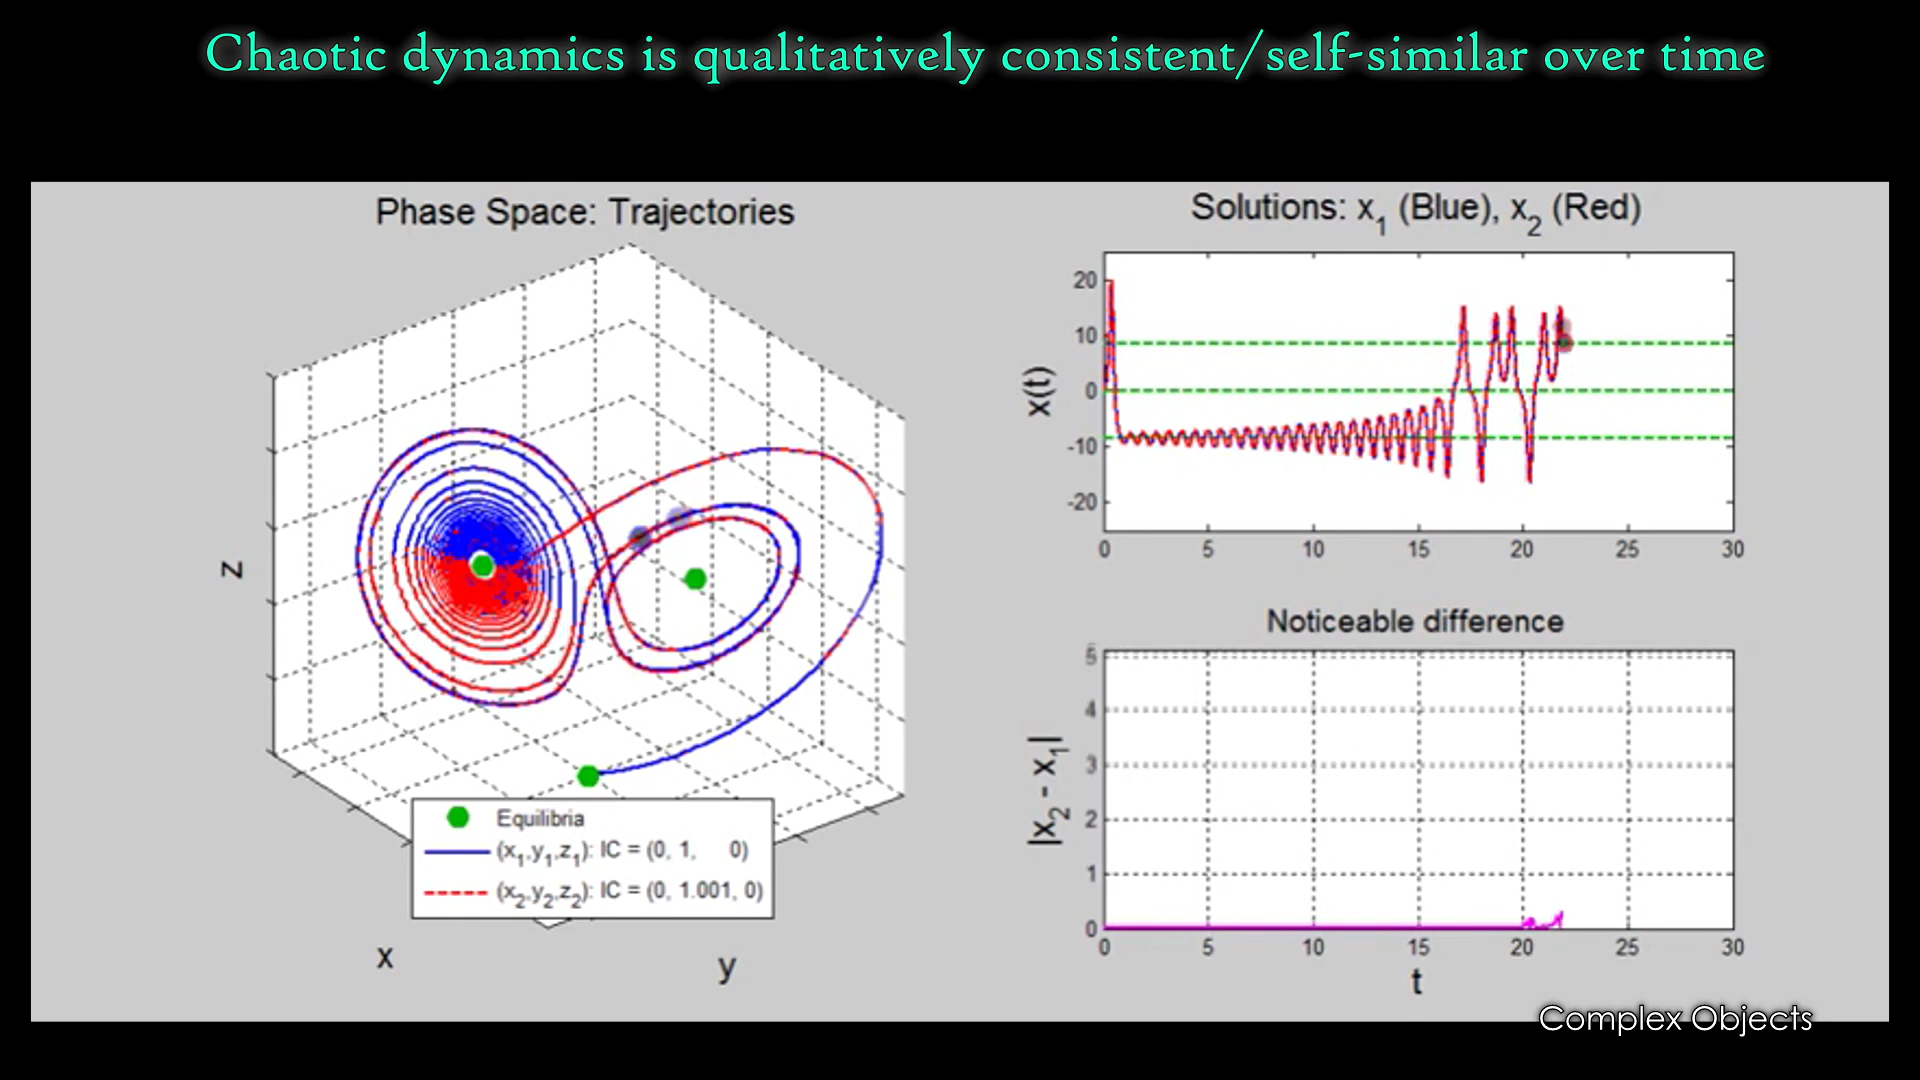 Chaotic dynamics is qualitatively consistent/self-similar over time
Phase Space: Trajectories
z
x
y
Equilibria
(x1,y1,z1): IC = (0, 1, 0)
(x2,y2,z2): IC = (0, 1.001, 0)
Solutions: x1 (Blue), x2 (Red)
x(t)
20
10
0
-10
-20
0 5 10 15 20 25 30
Noticeable difference
|x2 - x1|
5
4
3
2
1
0
0 5 10 15 20 25 30
t
Complex Objects